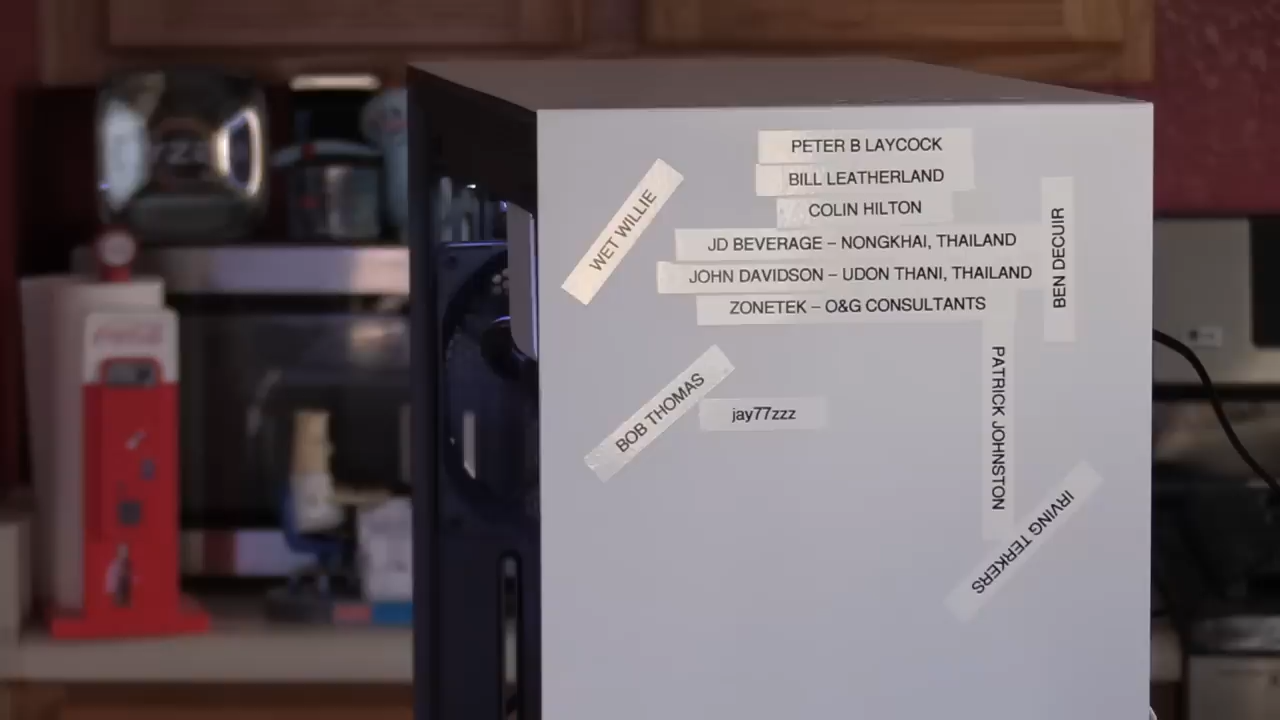 PETER B LAYCOCK
BILL LEATHERLAND
COLIN HILTON
WET WILLIE
JD BEVERAGE – NONGKHAI, THAILAND
BEN DECUIR
JOHN DAVIDSON – UDON THANI, THAILAND
ZONETEK – O&G CONSULTANTS
BOB THOMAS
jay77zzz
PATRICK JOHNSTON
IRVING TERKERS